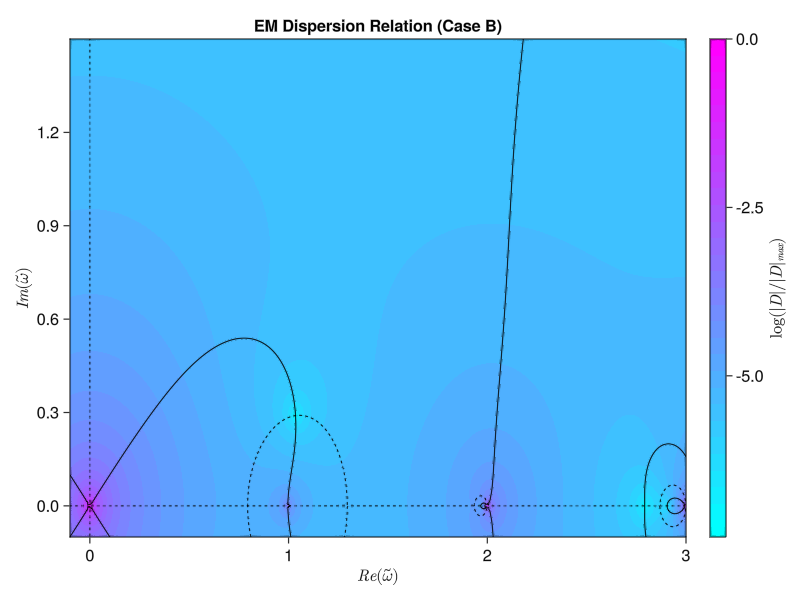 EM Dispersion Relation (Case B)
0.0
1.2
-2.5
0.9
Im(ω̃)
log(|D|/|D|ₘₐₓ)
0.6
-5.0
0.3
0.0
0 1 2 3
Re(ω̃)